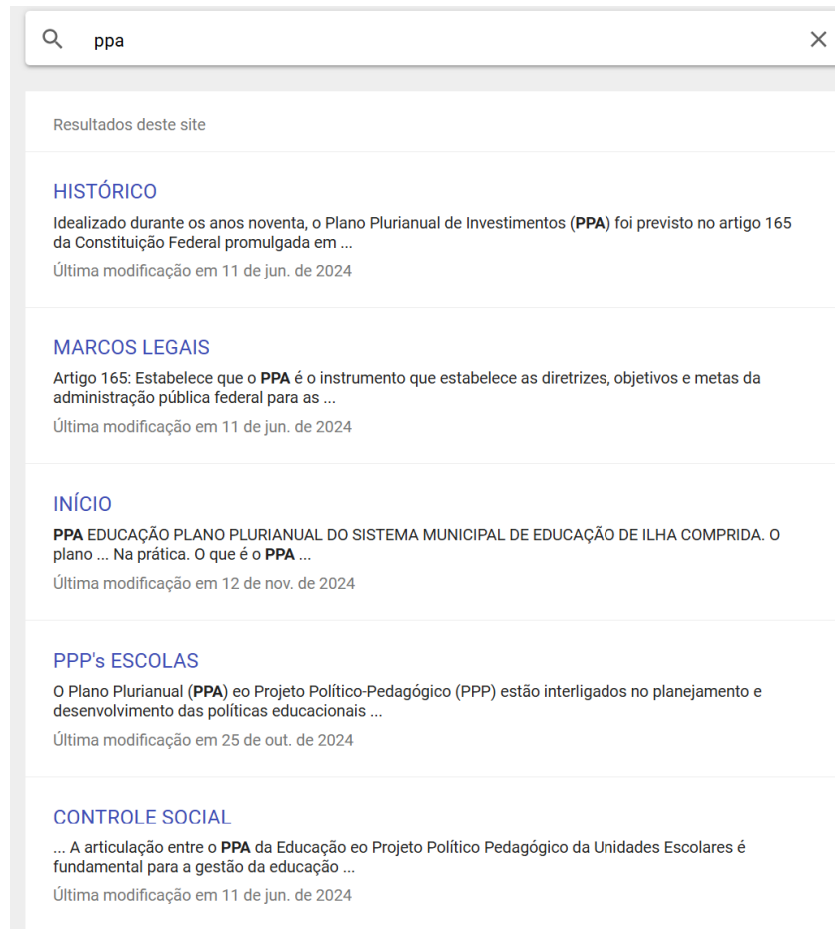 ppa
Resultados deste site
HISTÓRICO
Idealizado durante os anos noventa, o Plano Plurianual de Investimentos (PPA) foi previsto no artigo 165
da Constituição Federal promulgada em ...
Última modificação em 11 de jun. de 2024
MARCOS LEGAIS
Artigo 165: Estabelece que o PPA é o instrumento que estabelece as diretrizes, objetivos e metas da
administração pública federal para as ...
Última modificação em 11 de jun. de 2024
INÍCIO
PPA EDUCAÇÃO PLANO PLURIANUAL DO SISTEMA MUNICIPAL DE EDUCAÇÃO DE ILHA COMPRIDA. O
plano ... Na prática. O que é o PPA ...
Última modificação em 12 de nov. de 2024
PPP's ESCOLAS
O Plano Plurianual (PPA) eo Projeto Político-Pedagógico (PPP) estão interligados no planejamento e
desenvolvimento das políticas educacionais ...
Última modificação em 25 de out. de 2024
CONTROLE SOCIAL
... A articulação entre o PPA da Educação eo Projeto Político Pedagógico da Unidades Escolares é
fundamental para a gestão da educação ...
Última modificação em 11 de jun. de 2024